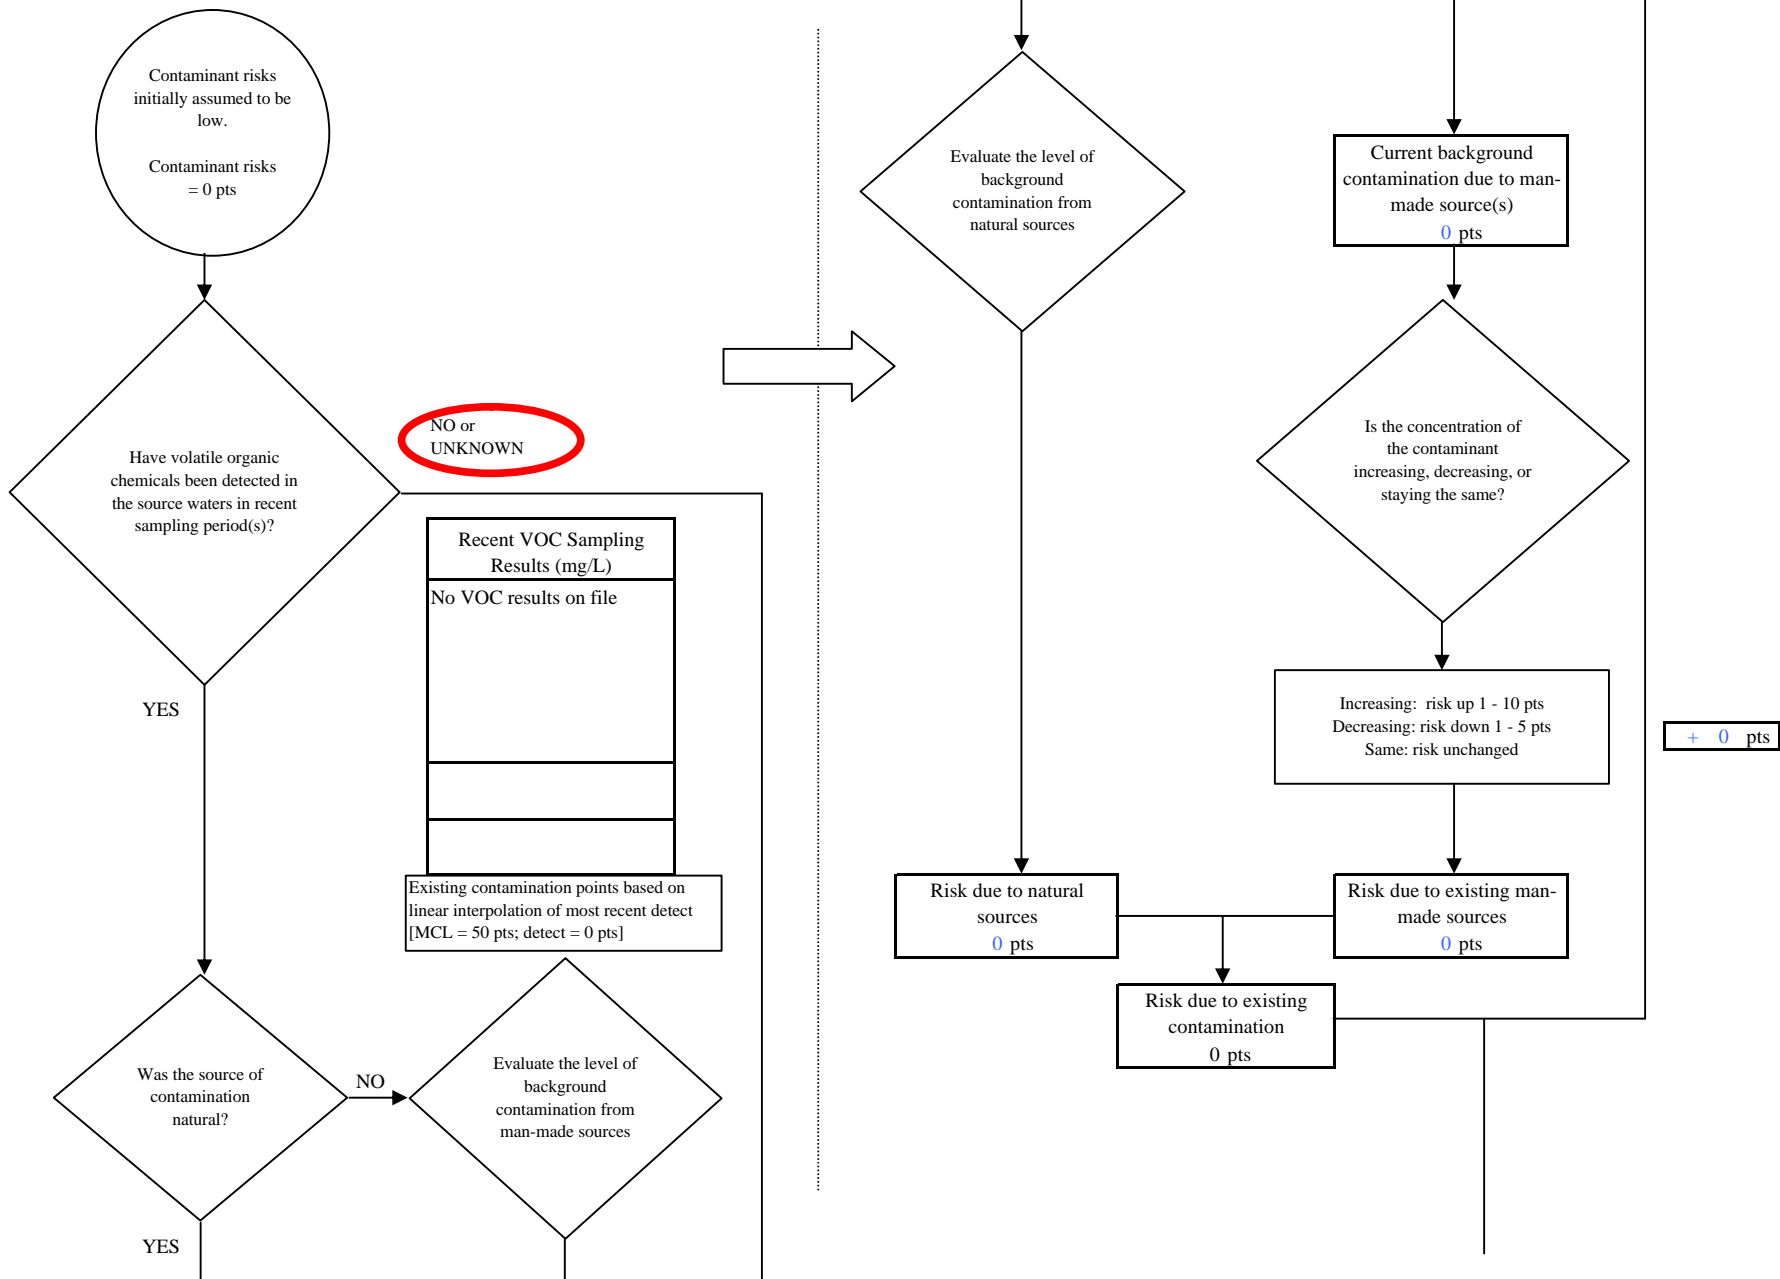 Contaminant risks
initially assumed to be
low.
Contaminant risks
= 0 pts
Have volatile organic
chemicals been detected in
the source waters in recent
sampling period(s)?
NO or
UNKNOWN
Recent VOC Sampling
Results (mg/L)
No VOC results on file
YES
Existing contamination points based on
linear interpolation of most recent detect
[MCL = 50 pts; detect = 0 pts]
Was the source of
contamination
natural?
NO
Evaluate the level of
background
contamination from
man-made sources
YES
Evaluate the level of
background
contamination from
natural sources
Current background
contamination due to man-
made source(s)
0 pts
Is the concentration of
the contaminant
increasing, decreasing, or
staying the same?
Increasing: risk up 1 - 10 pts
Decreasing: risk down 1 - 5 pts
Same: risk unchanged
+ 0 pts
Risk due to natural
sources
0 pts
Risk due to existing man-
made sources
0 pts
Risk due to existing
contamination
0 pts